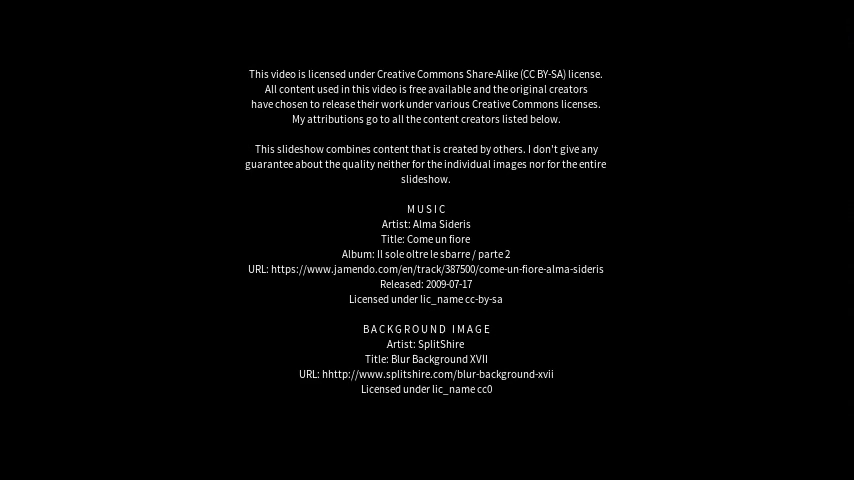 This video is licensed under Creative Commons Share-Alike (CC BY-SA) license.
All content used in this video is free available and the original creators
have chosen to release their work under various Creative Commons licenses.
My attributions go to all the content creators listed below.
This slideshow combines content that is created by others. I don't give any
guarantee about the quality neither for the individual images nor for the entire
slideshow.
MUSIC
Artist: Alma Sideris
Title: Come un fiore
Album: Il sole oltre le sbarre / parte 2
URL: https://www.jamendo.com/en/track/387500/come-un-fiore-alma-sideris
Released: 2009-07-17
Licensed under lic_name cc-by-sa
BACKGROUND IMAGE
Artist: SplitShire
Title: Blur Background XVII
URL: hhttp://www.splitshire.com/blur-background-xvii
Licensed under lic_name cc0